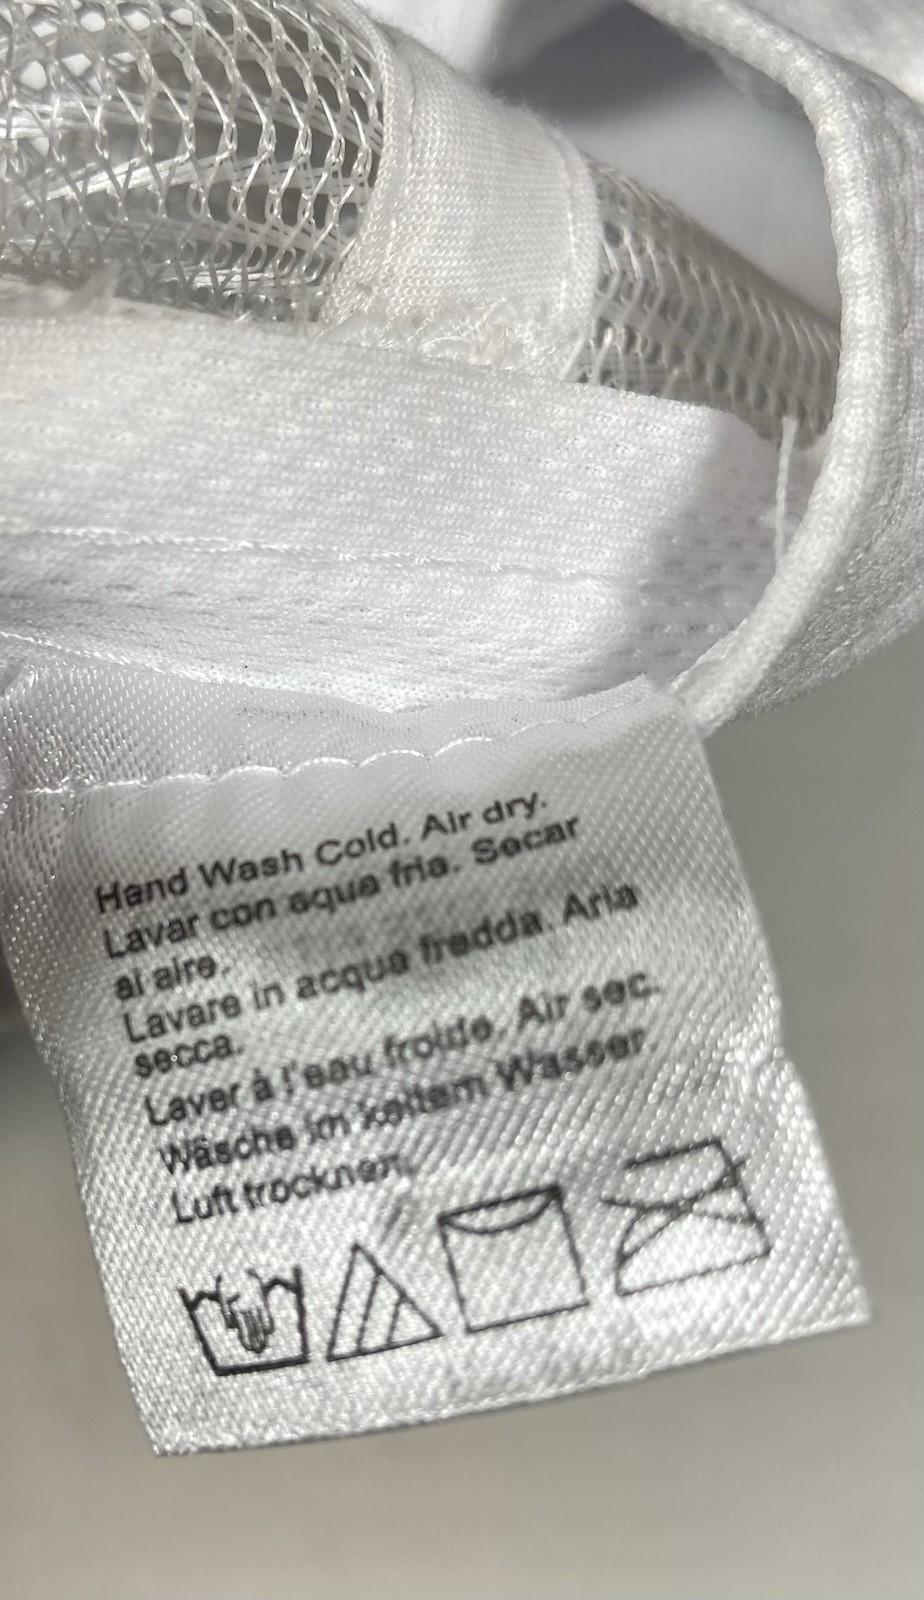 Hand Wash Cold. Air dry.
Lavar con aqua fria. Secar
al aire.
Lavare in acqua fredda. Aria
secca.
Laver à l'eau froide. Air sec.
Wäsche im keltem Wasser
Luft trocknen.